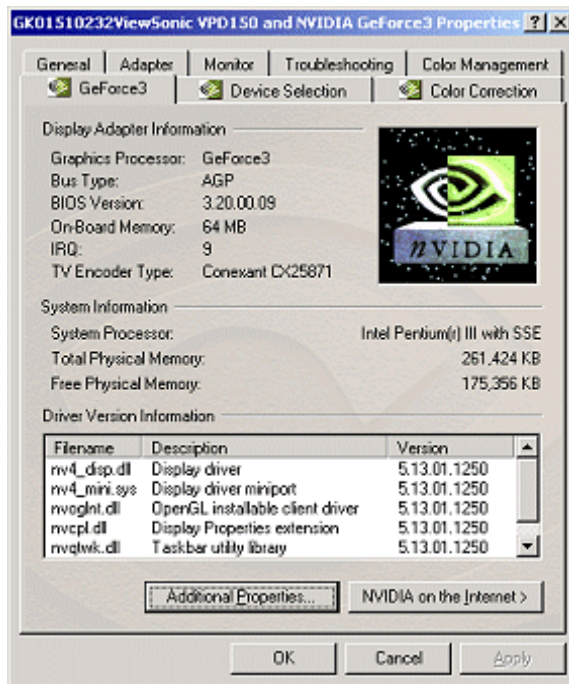 GK01510232ViewSonic VPD150 and NVIDIA GeForce3 Properties ? X
General Adapter Monitor Troubleshooting Color Management
GeForce3 Device Selection Color Correction
Display Adapter Information
Graphics Processor: GeForce3
Bus Type: AGP
BIOS Version: 3.20.00.09
On-Board Memory: 64 MB
IRQ: 9
TV Encoder Type: Conexant CX25871
nVIDIA
System Information
System Processor: Intel Pentium(r) III with SSE
Total Physical Memory: 261,424 KB
Free Physical Memory: 175,356 KB
Driver Version Information
Filename Description Version
nv4_disp.dll Display driver 5.13.01.1250
nv4_mini.sys Display driver miniport 5.13.01.1250
nvoglnt.dll OpenGL installable client driver 5.13.01.1250
nvcpl.dll Display Properties extension 5.13.01.1250
nvqtwk.dll Taskbar utility library 5.13.01.1250
Additional Properties... NVIDIA on the Internet >
OK Cancel Apply